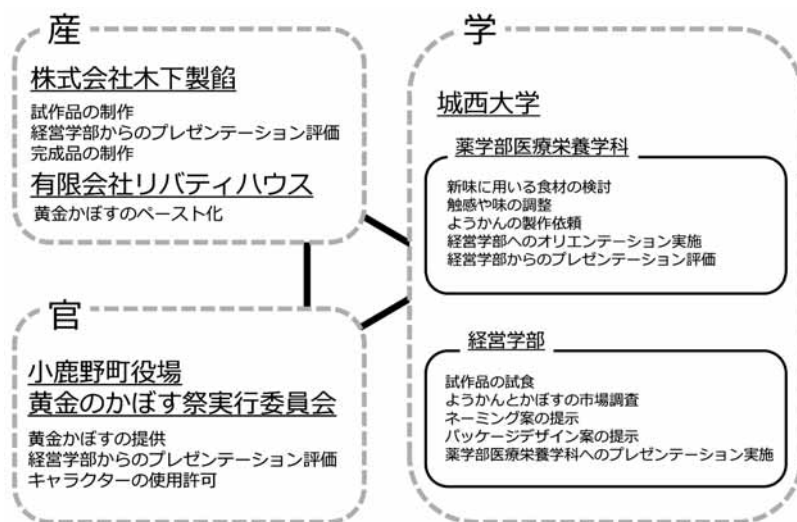 産
株式会社木下製餡
試作品の制作
経営学部からのプレゼンテーション評価
完成品の制作
有限会社リバティハウス
黄金かぼすのペースト化
官
小鹿野町役場
黄金のかぼす祭実行委員会
黄金かぼすの提供
経営学部からのプレゼンテーション評価
キャラクターの使用許可
学
城西大学
薬学部医療栄養学科
新味に用いる食材の検討
触感や味の調整
ようかんの製作依頼
経営学部へのオリエンテーション実施
経営学部からのプレゼンテーション評価
経営学部
試作品の試食
ようかんとかぼすの市場調査
ネーミング案の提示
パッケージデザイン案の提示
薬学部医療栄養学科へのプレゼンテーション実施